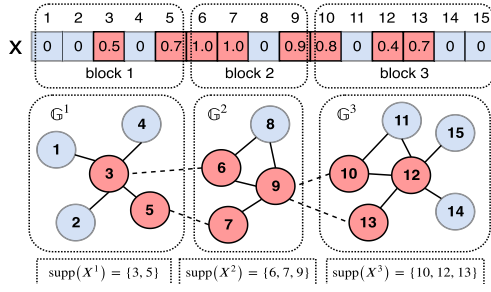 1 2 3 4 5 6 7 8 9 10 11 12 13 14 15
X 0 0 0.5 0 0.7 1.0 1.0 0 0.9 0.8 0 0.4 0.7 0 0
block 1 block 2 block 3
𝔾¹ 𝔾² 𝔾³
4 8 11 15
1
3 6 9 10 12
5 14
2 7 13
supp(X¹) = {3, 5} supp(X²) = {6, 7, 9} supp(X³) = {10, 12, 13}